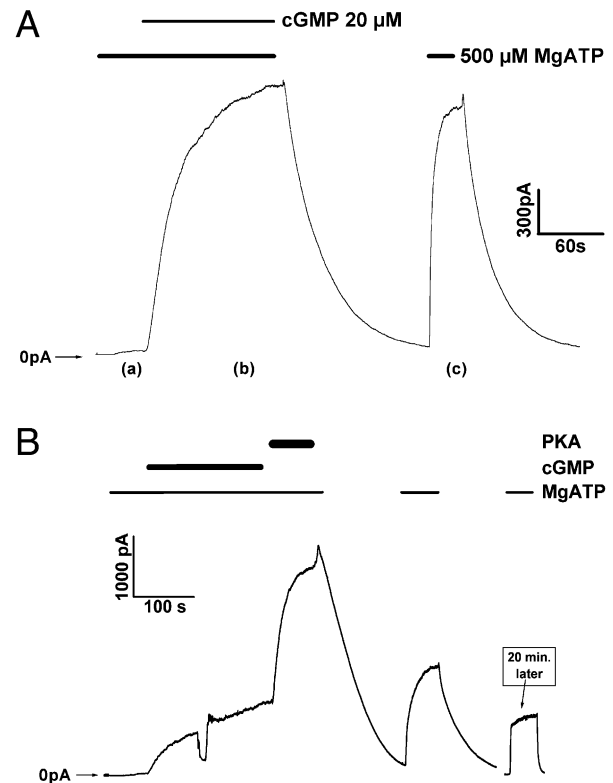 A
cGMP 20 µM
500 µM MgATP
300pA
60s
0pA
(a)
(b)
(c)
B
PKA
cGMP
MgATP
1000 pA
100 s
20 min.
later
0pA